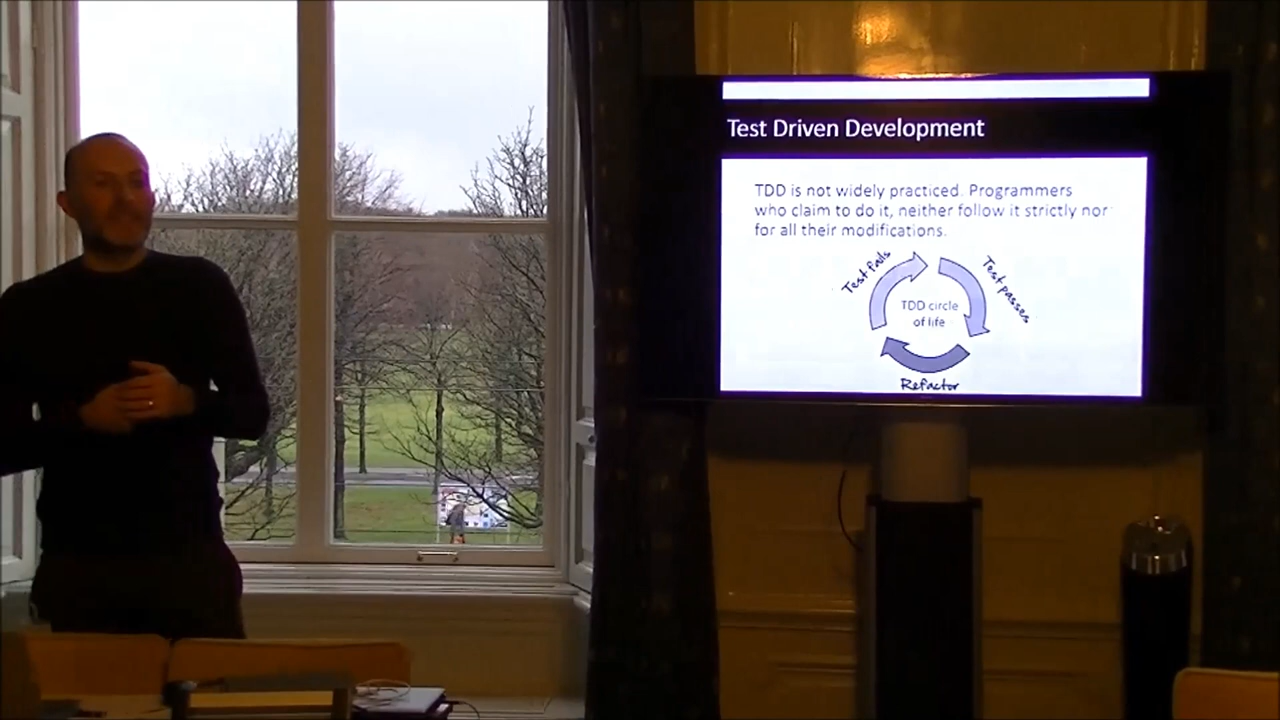 Test Driven Development
TDD is not widely practiced. Programmers
who claim to do it, neither follow it strictly nor
for all their modifications.
Test fails
Test passes
TDD circle
of life
Refactor